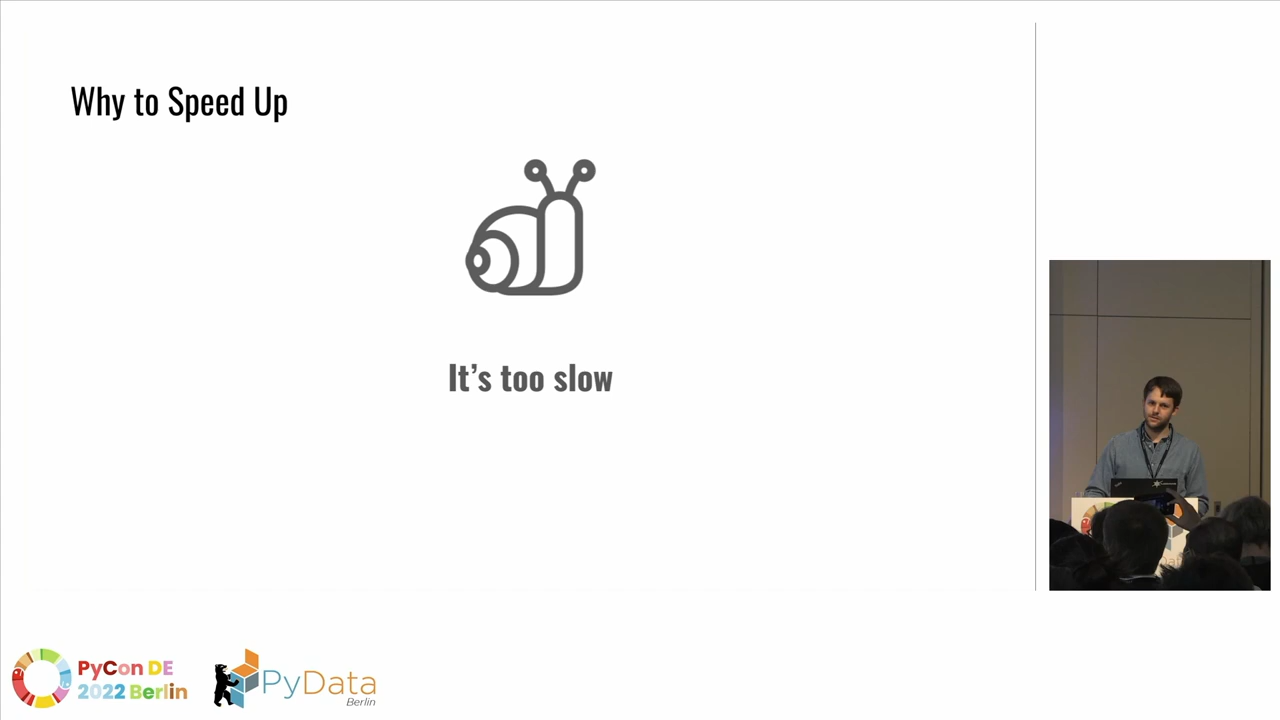 Why to Speed Up
It's too slow
PyCon DE
2022 Berlin
PyData
Berlin